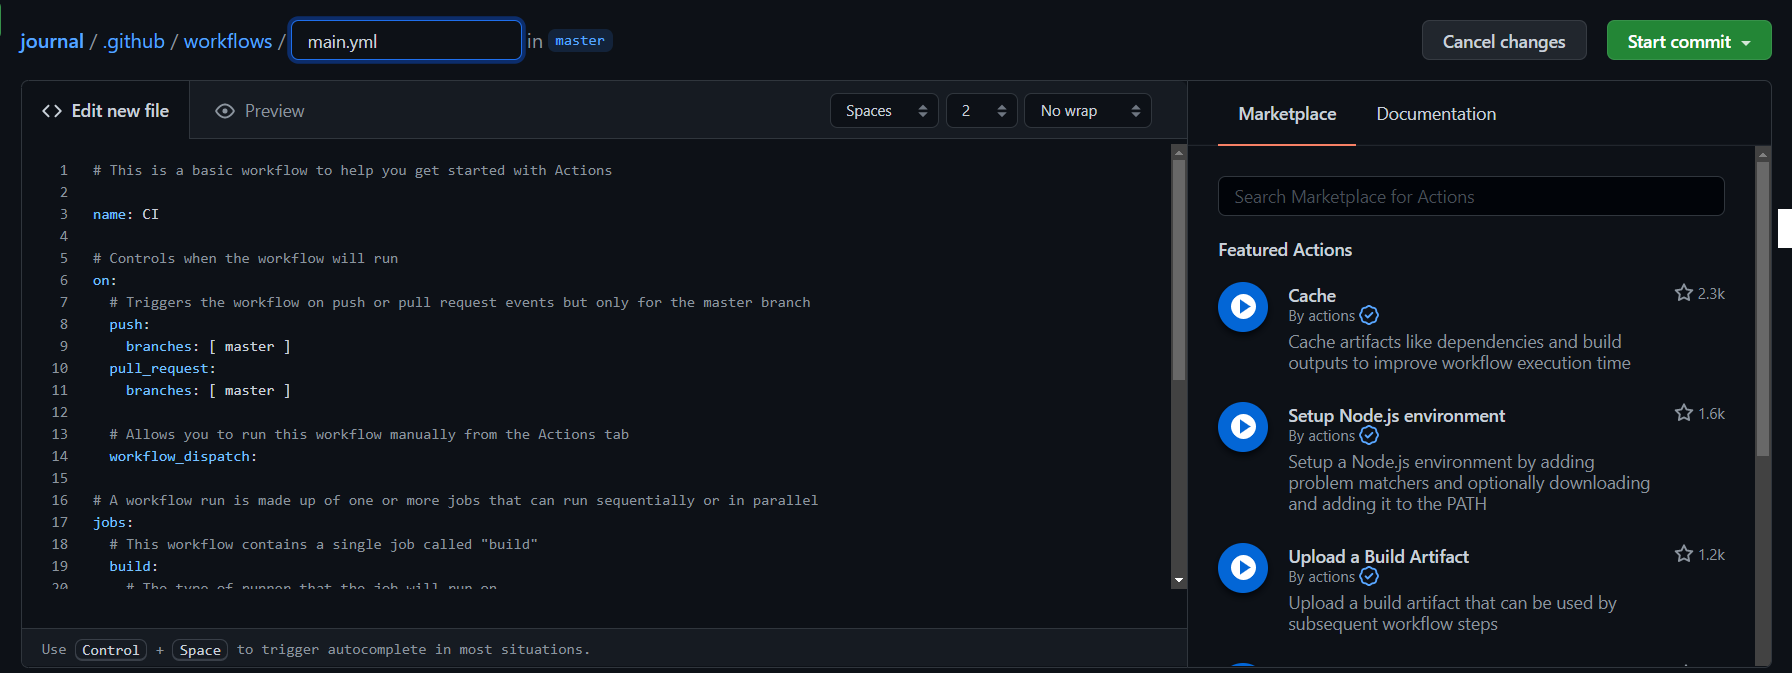 journal / .github / workflows / main.yml in master
Cancel changes
Start commit
Edit new file
Preview
Spaces
2
No wrap
1 # This is a basic workflow to help you get started with Actions
2
3 name: CI
4
5 # Controls when the workflow will run
6 on:
7 # Triggers the workflow on push or pull request events but only for the master branch
8 push:
9 branches: [ master ]
10 pull_request:
11 branches: [ master ]
12
13 # Allows you to run this workflow manually from the Actions tab
14 workflow_dispatch:
15
16 # A workflow run is made up of one or more jobs that can run sequentially or in parallel
17 jobs:
18 # This workflow contains a single job called "build"
19 build:
20 # The type of runner that the job will run on
Use Control + Space to trigger autocomplete in most situations.
Marketplace
Documentation
Search Marketplace for Actions
Featured Actions
Cache
2.3k
By actions
Cache artifacts like dependencies and build
outputs to improve workflow execution time
Setup Node.js environment
1.6k
By actions
Setup a Node.js environment by adding
problem matchers and optionally downloading
and adding it to the PATH
Upload a Build Artifact
1.2k
By actions
Upload a build artifact that can be used by
subsequent workflow steps